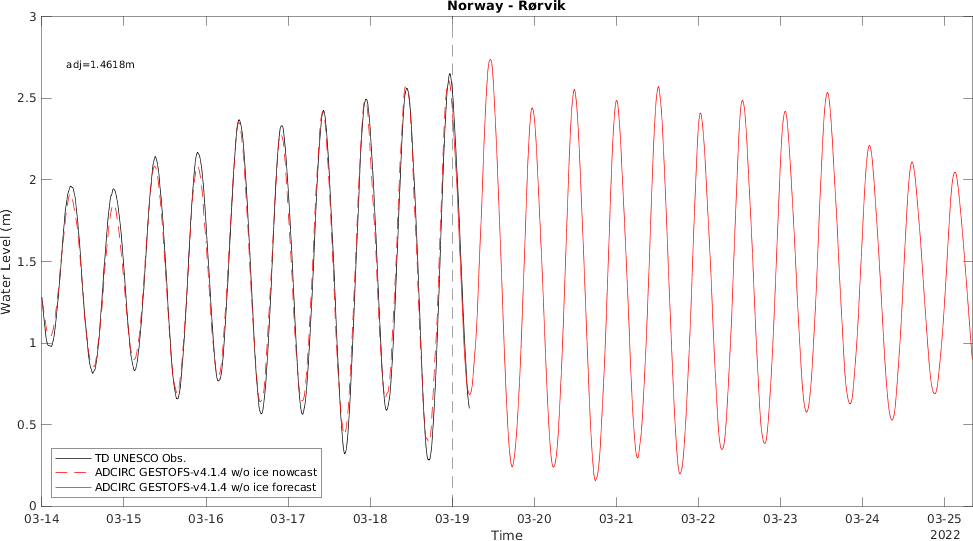 Norway - Rørvik
adj=1.4618m
Water Level (m)
3
2.5
2
1.5
1
0.5
0
TD UNESCO Obs.
ADCIRC GESTOFS-v4.1.4 w/o ice nowcast
ADCIRC GESTOFS-v4.1.4 w/o ice forecast
03-14 03-15 03-16 03-17 03-18 03-19 03-20 03-21 03-22 03-23 03-24 03-25
Time
2022